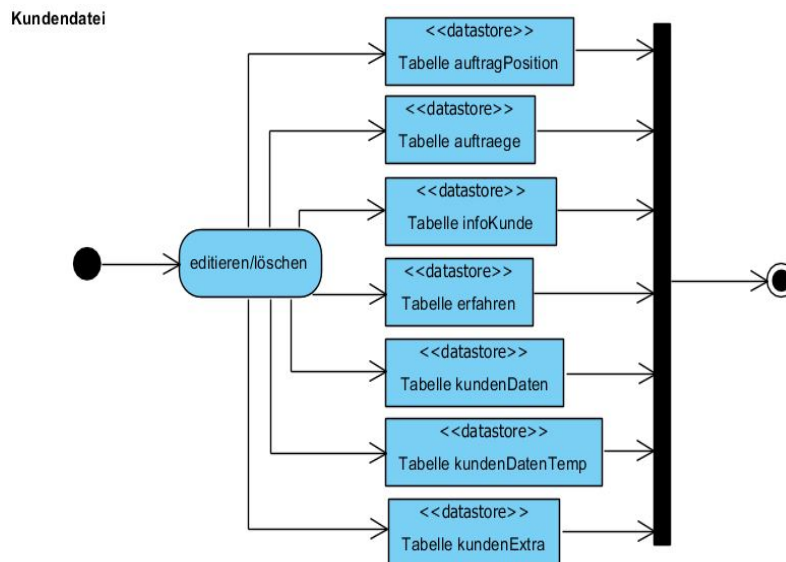 Kundendatei
<<datastore>>
Tabelle auftragPosition
<<datastore>>
Tabelle auftraege
<<datastore>>
Tabelle infoKunde
editieren/löschen
<<datastore>>
Tabelle erfahren
<<datastore>>
Tabelle kundenDaten
<<datastore>>
Tabelle kundenDatenTemp
<<datastore>>
Tabelle kundenExtra